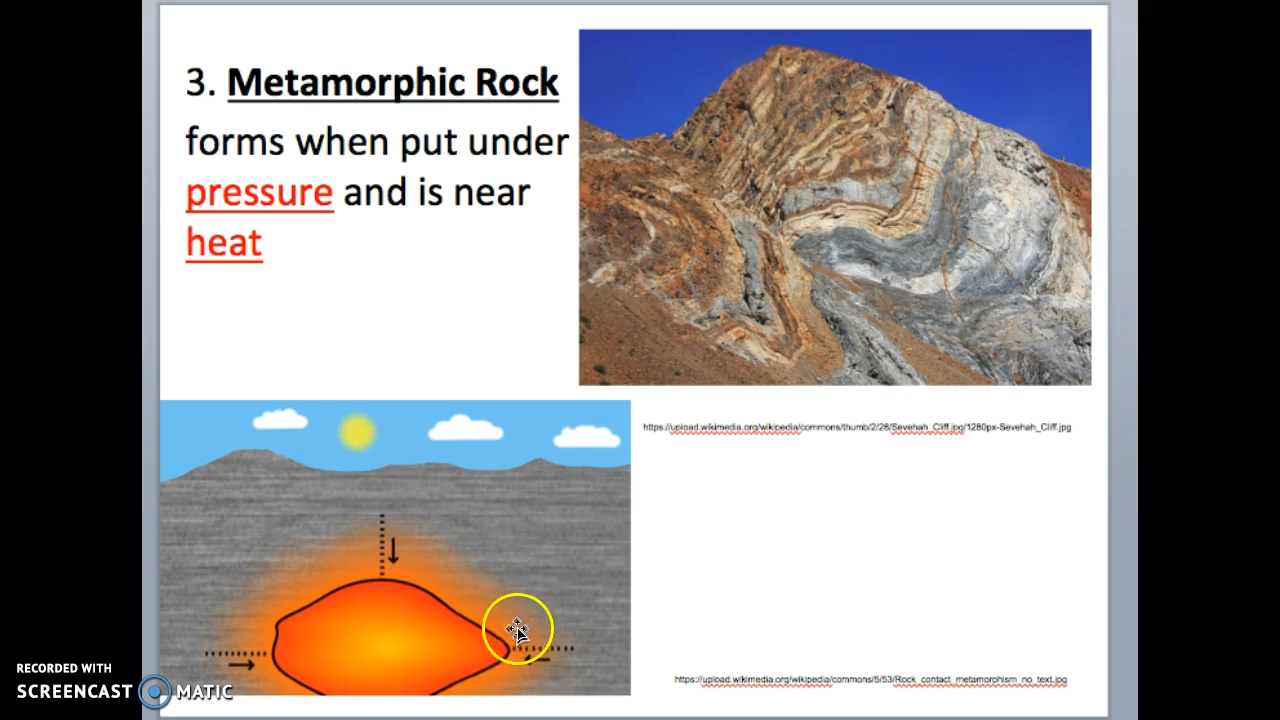 3. Metamorphic Rock
forms when put under
pressure and is near
heat
https://upload.wikimedia.org/wikipedia/commons/thumb/2/28/Sevehah_Cliff.jpg/1280px-Sevehah_Cliff.jpg
https://upload.wikimedia.org/wikipedia/commons/5/53/Rock_contact_metamorphism_no_text.jpg
RECORDED WITH
SCREENCAST MATIC